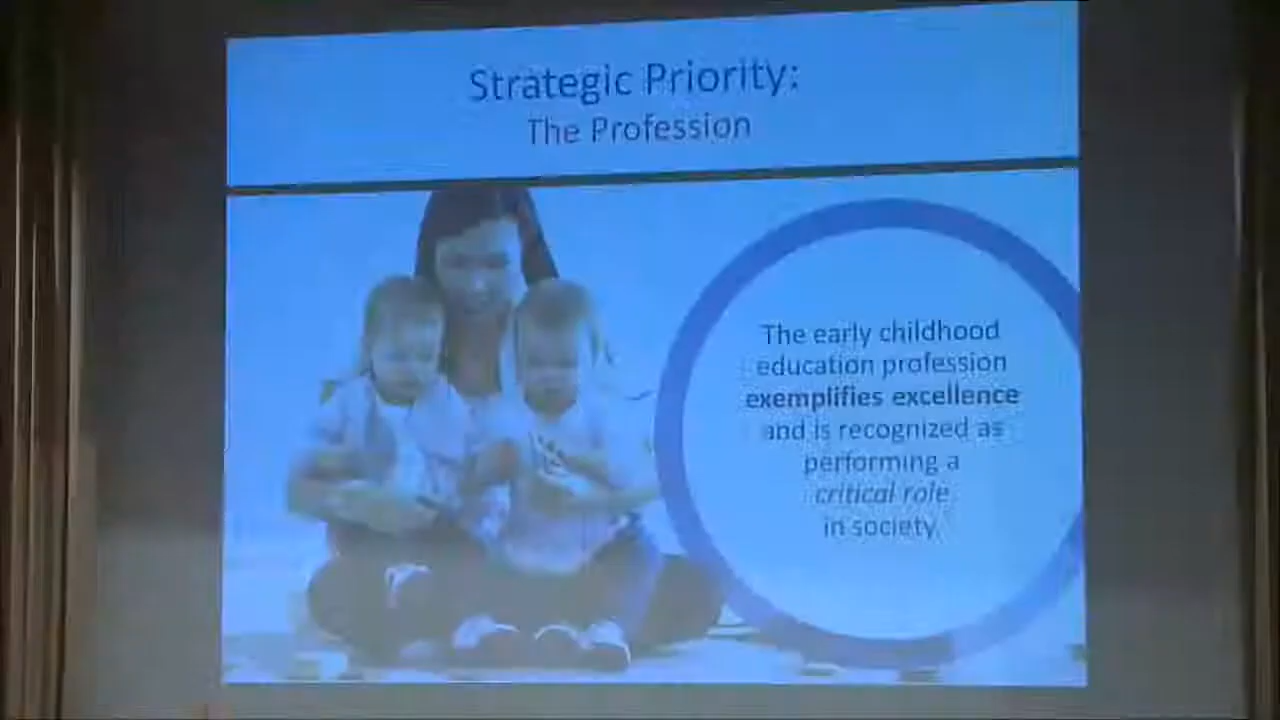 Strategic Priority:
The Profession
The early childhood
education profession
exemplifies excellence
and is recognized as
performing a
critical role
in society.